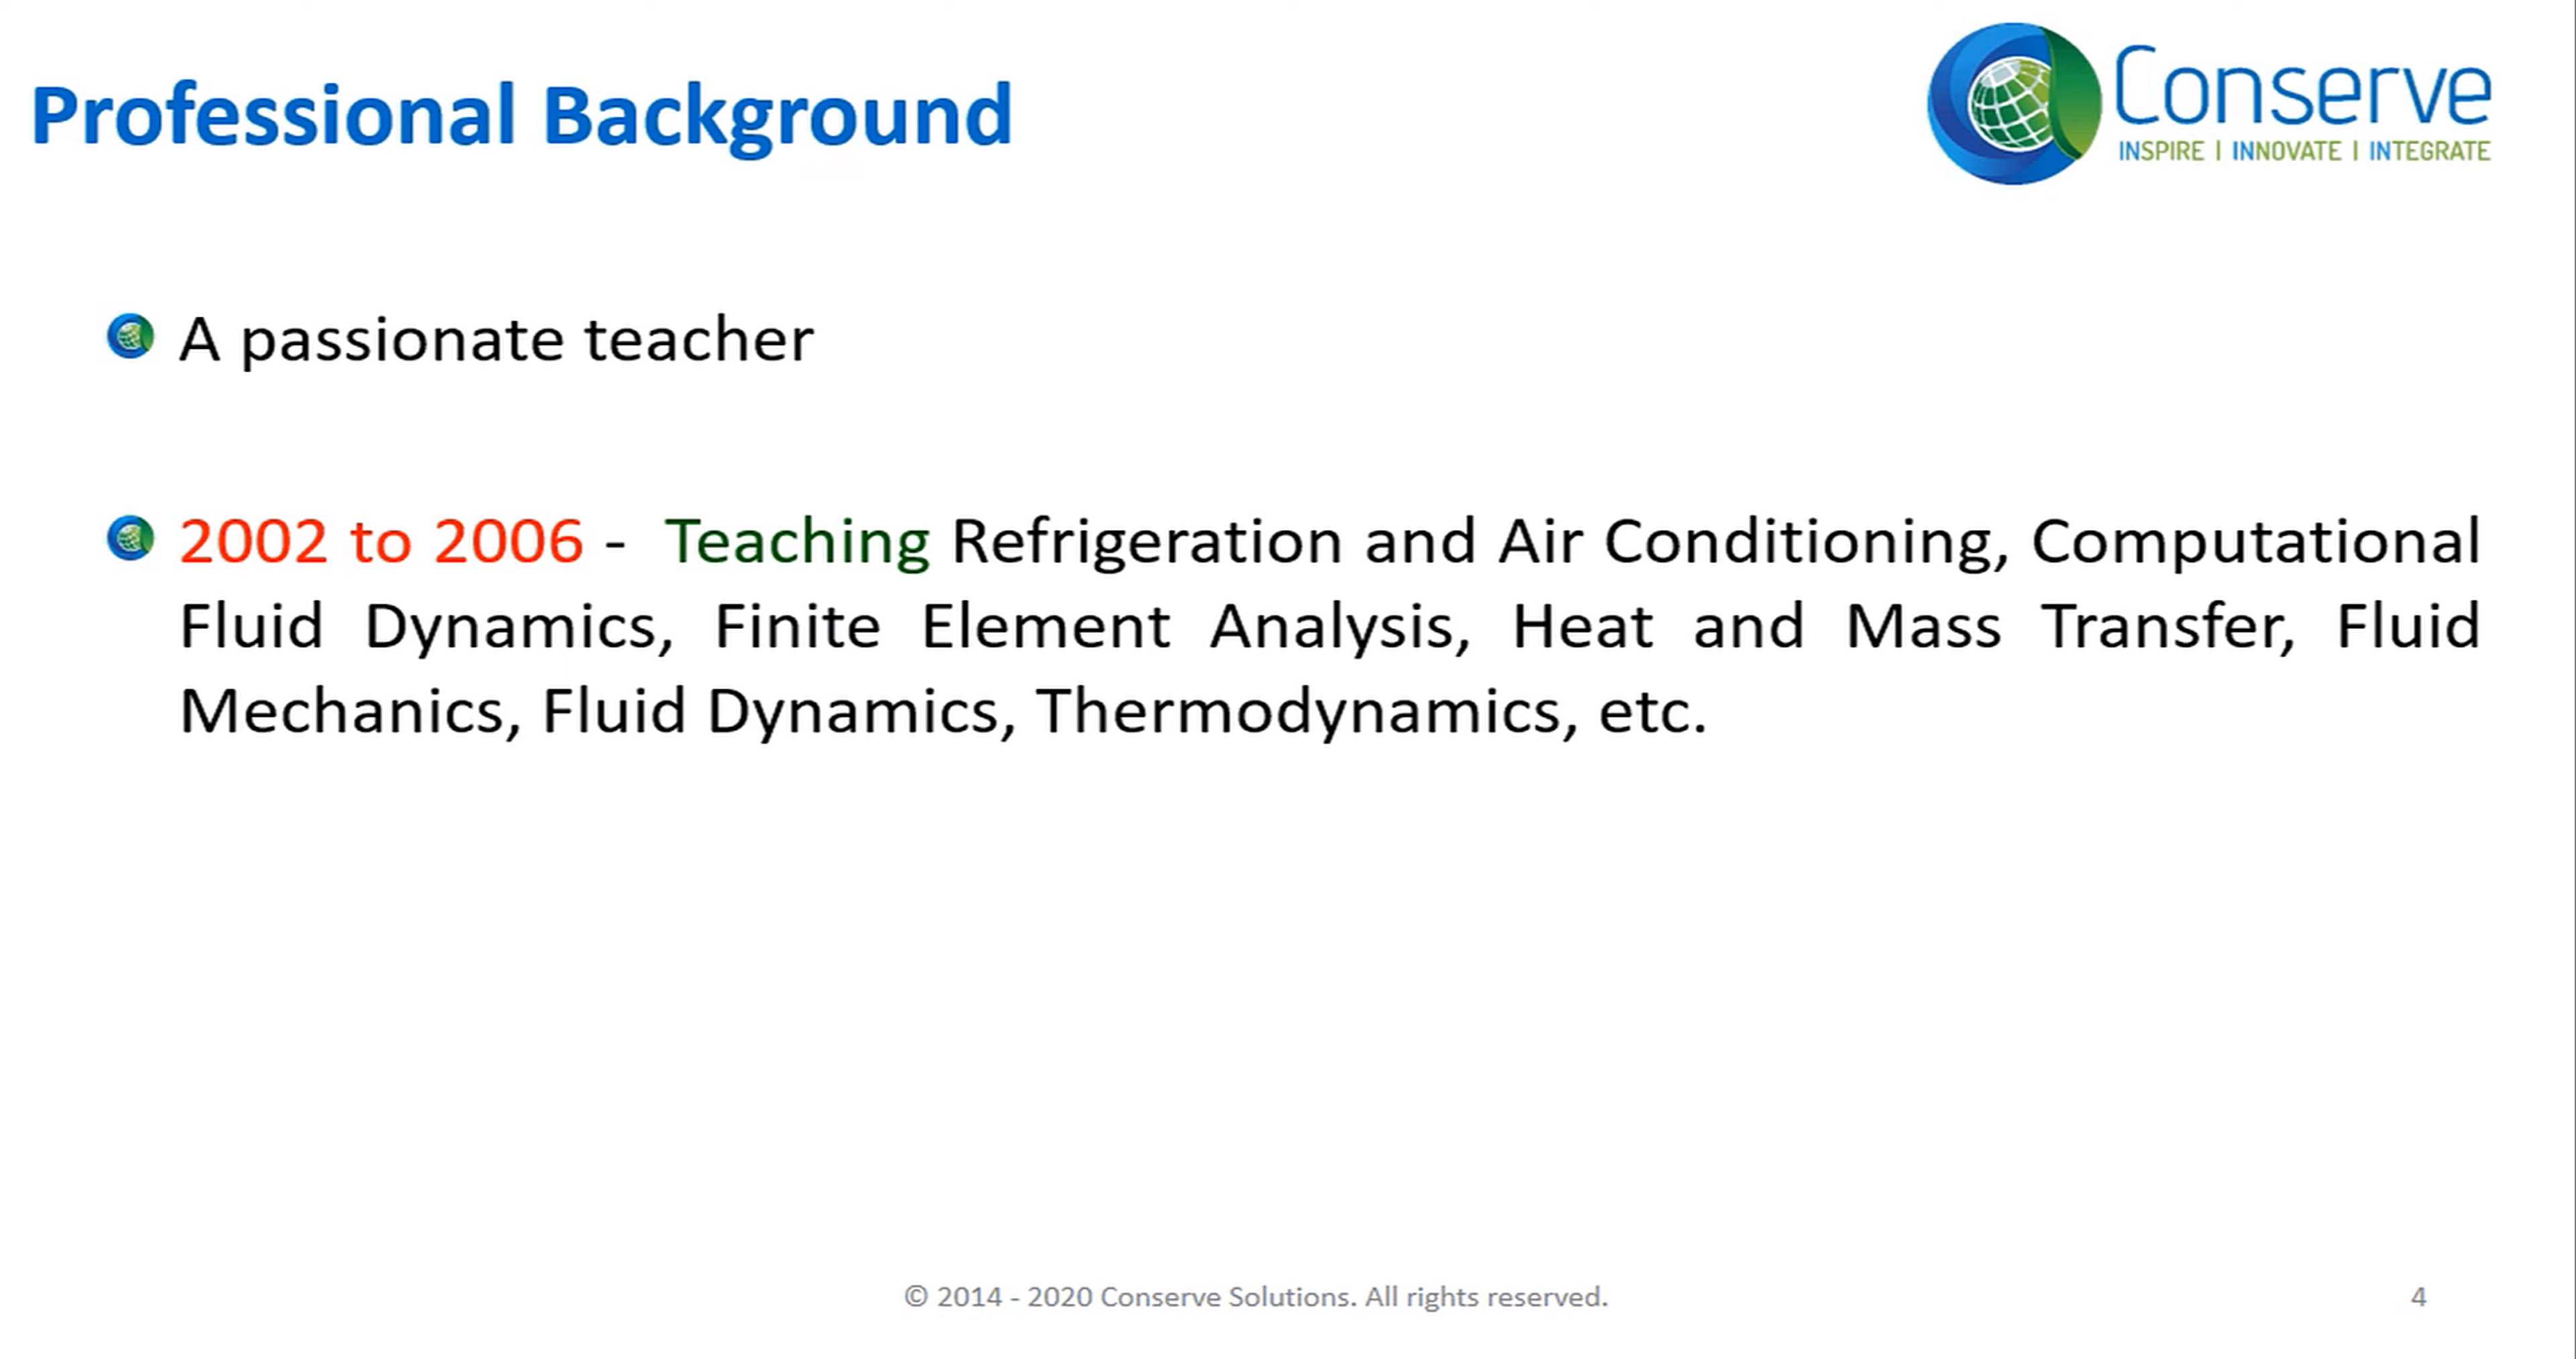 Professional Background
Conserve
INSPIRE | INNOVATE | INTEGRATE
A passionate teacher
2002 to 2006 - Teaching Refrigeration and Air Conditioning, Computational
Fluid Dynamics, Finite Element Analysis, Heat and Mass Transfer, Fluid
Mechanics, Fluid Dynamics, Thermodynamics, etc.
© 2014 - 2020 Conserve Solutions. All rights reserved.
4